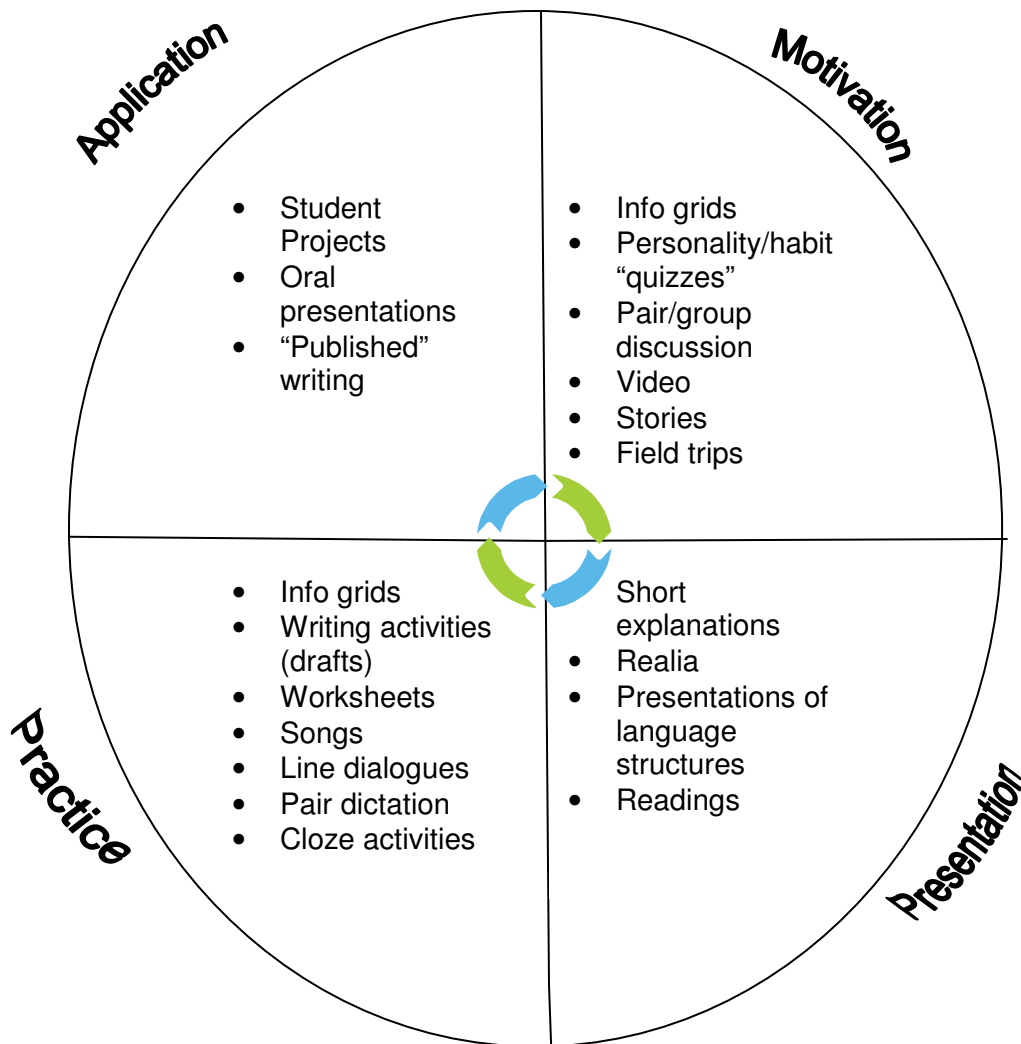 Application
• Student
Projects
• Oral
presentations
• “Published”
writing
Motivation
• Info grids
• Personality/habit
“quizzes”
• Pair/group
discussion
• Video
• Stories
• Field trips
Practice
• Info grids
• Writing activities
(drafts)
• Worksheets
• Songs
• Line dialogues
• Pair dictation
• Cloze activities
Short
explanations
• Realia
• Presentations of
language
structures
• Readings
Presentation